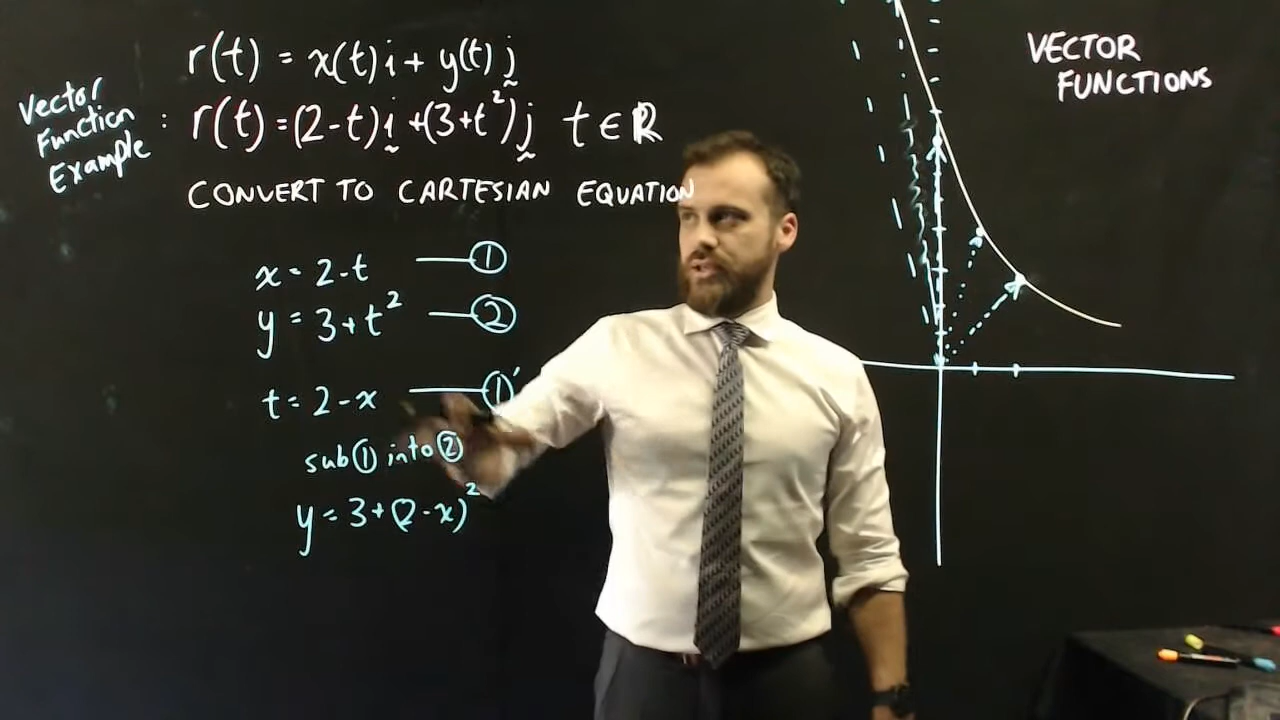 r(t) = x(t)i + y(t)j
Vector
Function
Example
: r(t) = (2-t)i + (3+t²)j t ∈ R
CONVERT TO CARTESIAN EQUATION
x = 2-t — ①
y = 3+t² — ②
t = 2-x — ①'
sub ① into ②
y = 3+(2-x)²
VECTOR
FUNCTIONS